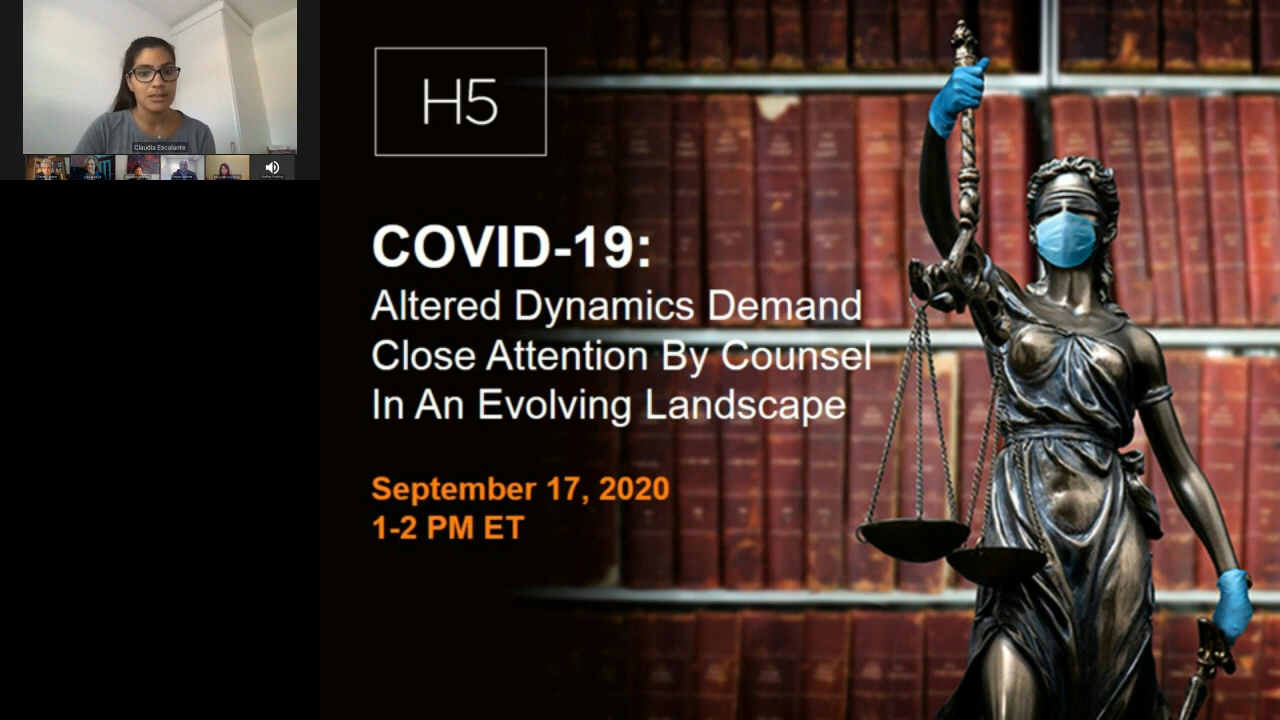 Claudia Escalante
H5
COVID-19:
Altered Dynamics Demand
Close Attention By Counsel
In An Evolving Landscape
September 17, 2020
1-2 PM ET